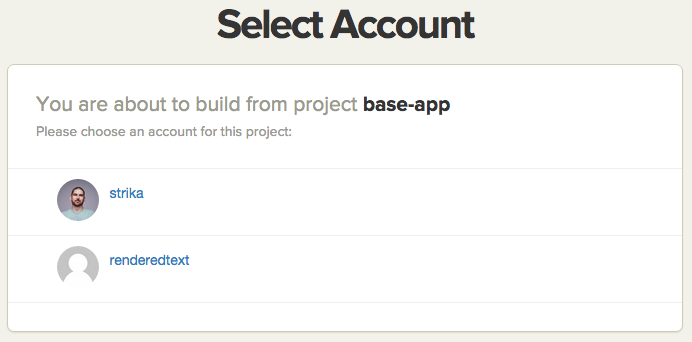 Select Account
You are about to build from project base-app
Please choose an account for this project:
strika
renderedtext